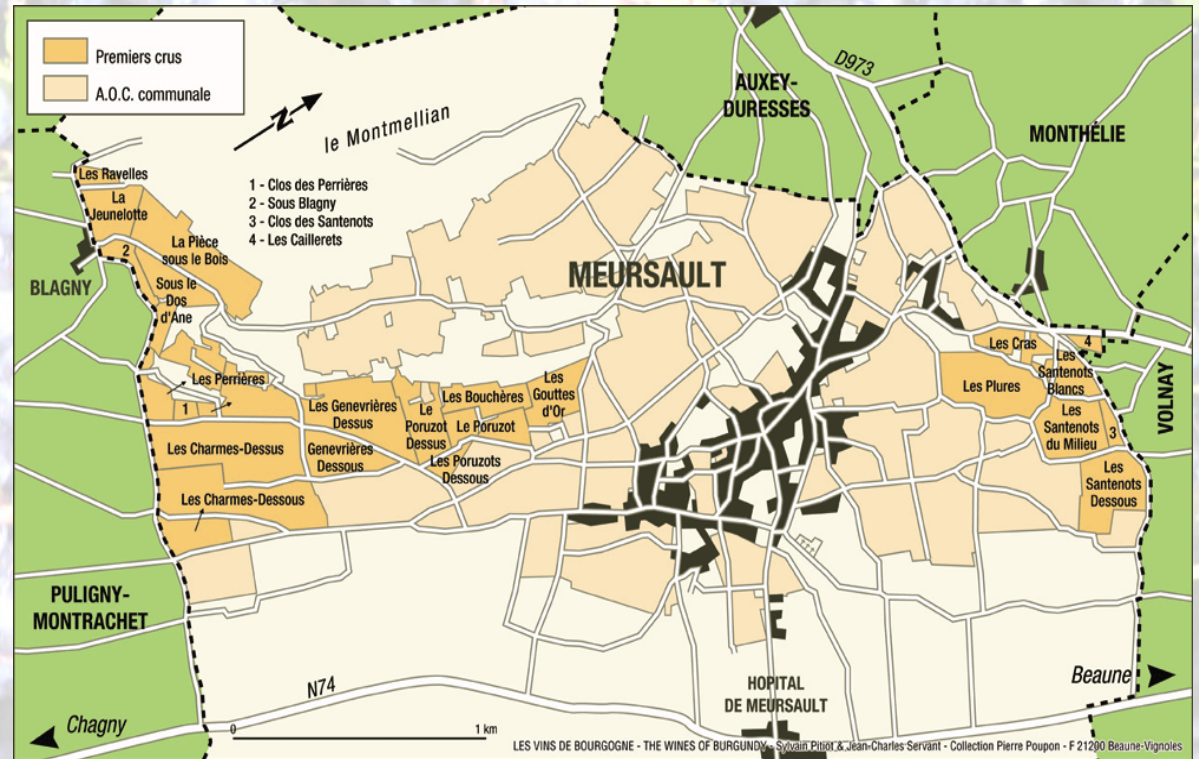 Premiers crus
A.O.C. communale
N
le Montmellian
1 - Clos des Perrières
2 - Sous Blagny
3 - Clos des Santenots
4 - Les Caillerets
AUXEY-
DURESSES
D973
MONTHÉLIE
Les Ravelles
La
Jeunelotte
La Pièce
sous le Bois
2
Sous le
Dos
d'Ane
BLAGNY
MEURSAULT
Les Perrières
1
Les Genevrières
Dessus
Le
Poruzot
Dessus
Les Bouchères
Le Poruzot
Les
Gouttes
d'Or
Les Charmes-Dessus
Genevrières
Dessous
Les Poruzots
Dessous
Les Charmes-Dessous
Les Cras
4
Les
Santenots
Blancs
Les Plures
Les
Santenots
du Milieu
3
Les
Santenots
Dessous
VOLNAY
PULIGNY-
MONTRACHET
N74
HOPITAL
DE MEURSAULT
Beaune
Chagny
0
1 km
LES VINS DE BOURGOGNE - THE WINES OF BURGUNDY - Sylvain Pitiot & Jean-Charles Servant - Collection Pierre Poupon - F 21200 Beaune-Vignoles